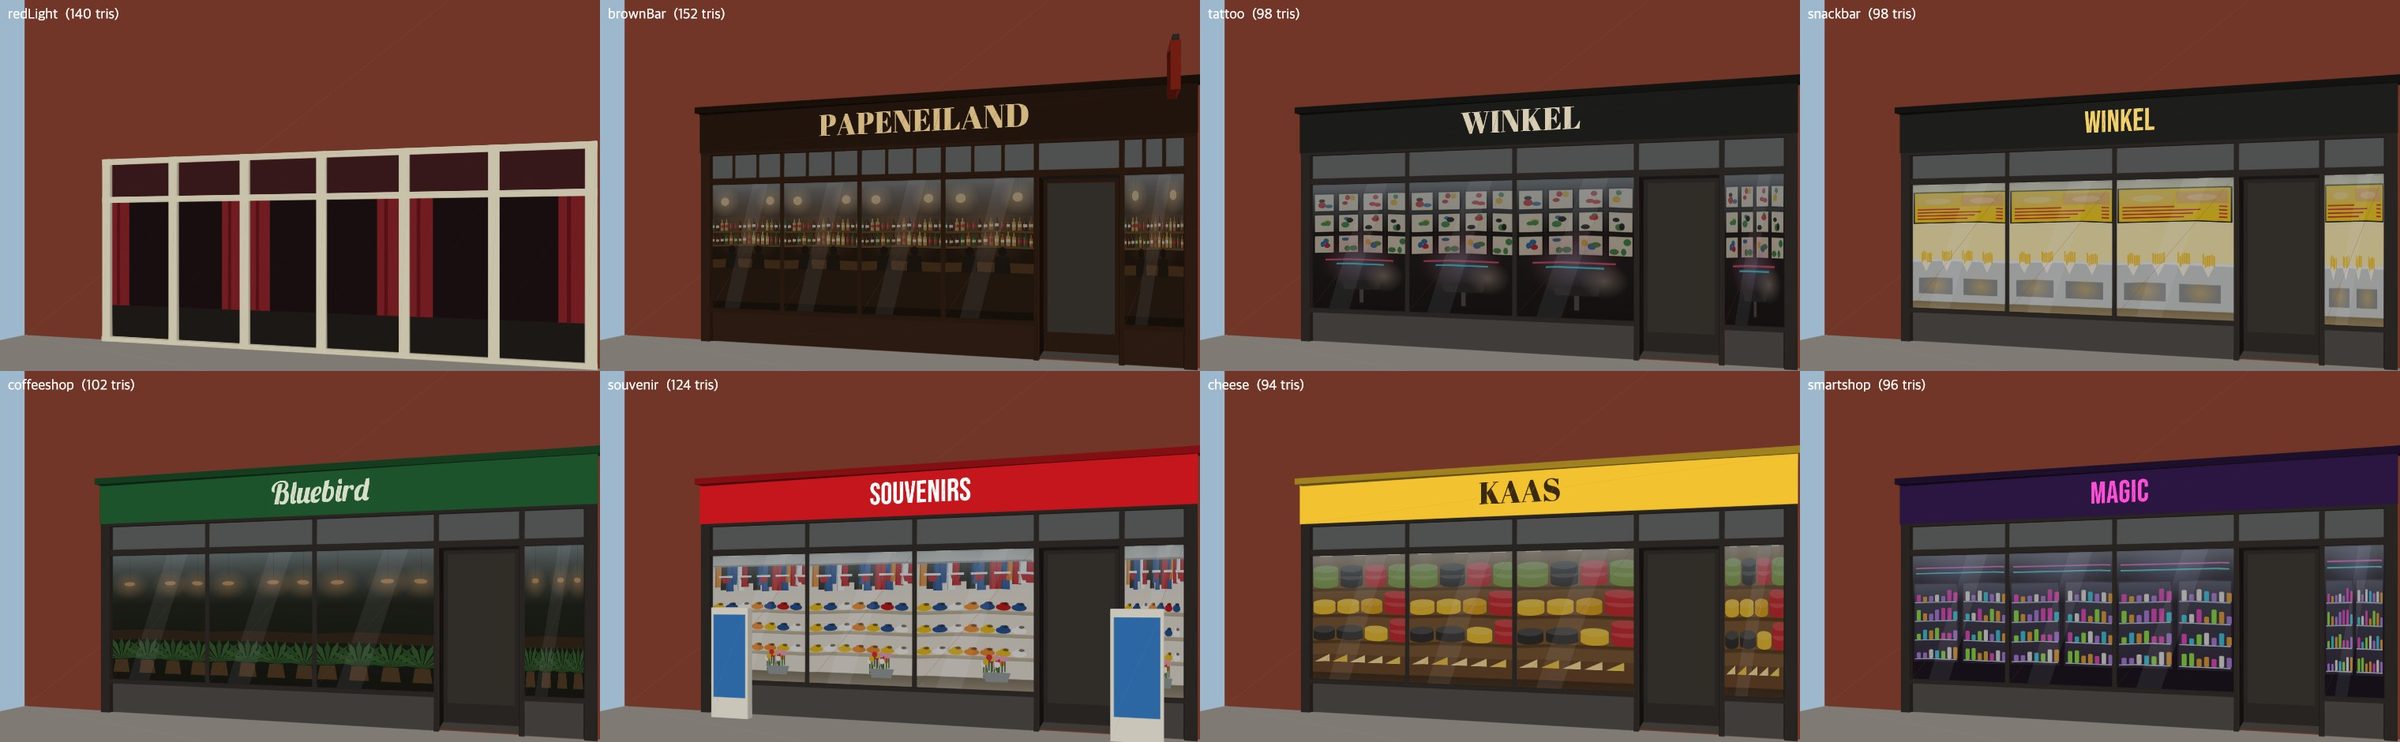 redLight (140 tris)
brownBar (152 tris)
PAPENEILAND
tattoo (98 tris)
WINKEL
snackbar (98 tris)
WINKEL
coffeeshop (102 tris)
Bluebird
souvenir (124 tris)
SOUVENIRS
cheese (94 tris)
KAAS
smartshop (96 tris)
MAGIC